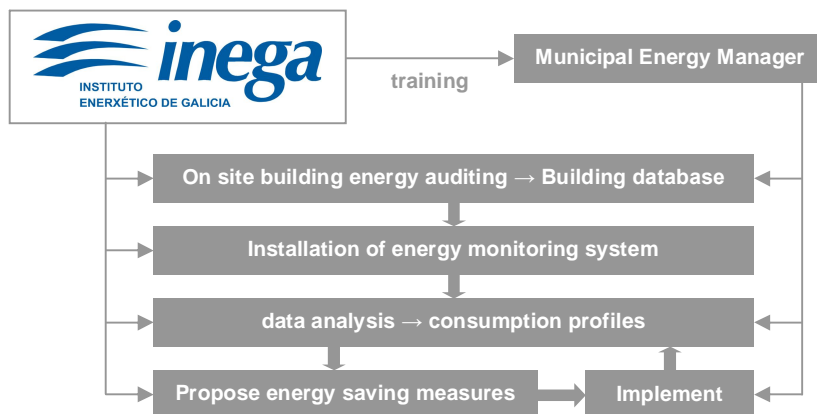 inega
INSTITUTO
ENERXÉTICO DE GALICIA
training
Municipal Energy Manager
On site building energy auditing → Building database
Installation of energy monitoring system
data analysis → consumption profiles
Propose energy saving measures
Implement